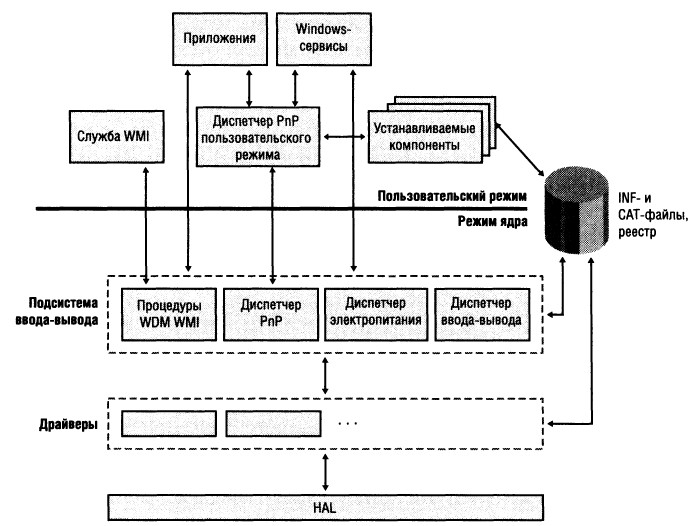 Приложения
Windows-
сервисы
Служба WMI
Диспетчер PnP
пользовательского
режима
Устанавливаемые
компоненты
Пользовательский режим
Режим ядра
INF- и
CAT-файлы,
реестр
Подсистема
ввода-вывода
Процедуры
WDM WMI
Диспетчер
PnP
Диспетчер
электропитания
Диспетчер
ввода-вывода
Драйверы
...
HAL